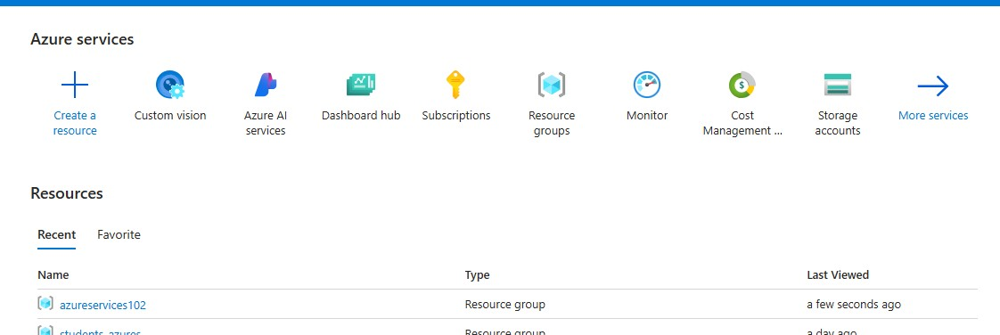 Azure services
Create a
resource
Custom vision
Azure AI
services
Dashboard hub
Subscriptions
Resource
groups
Monitor
Cost
Management ...
Storage
accounts
More services
Resources
Recent Favorite
Name Type Last Viewed
azureservices102 Resource group a few seconds ago
students_azures Resource group a day ago